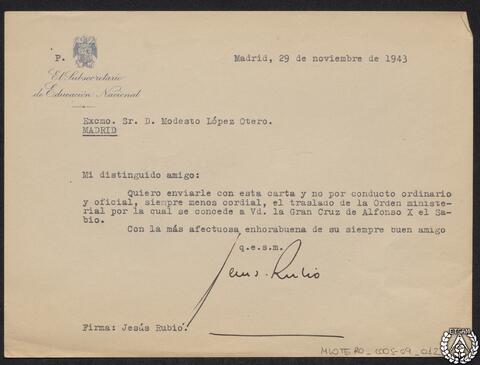 P.
Madrid, 29 de noviembre de 1943
El Subsecretario
de Educación Nacional
Excmo. Sr. D. Modesto López Otero.
MADRID
Mi distinguido amigo:
Quiero enviarle con esta carta y no por conducto ordinario
y oficial, siempre menos cordial, el traslado de la Orden ministe-
rial por la cual se concede a Vd. la Gran Cruz de Alfonso X el Sa-
bio.
Con la más afectuosa enhorabuena de su siempre buen amigo
q.e.s.m.
Jesus Rubio
Firma: Jesús Rubio.